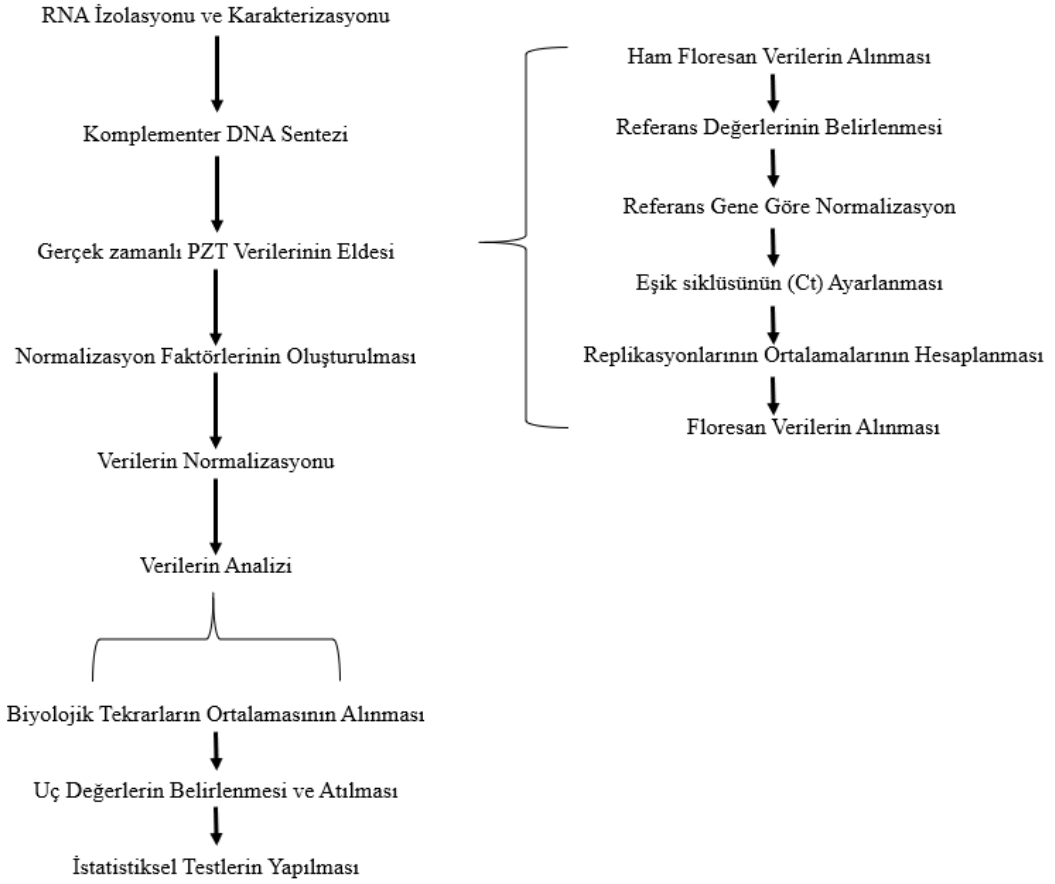 RNA İzolasyonu ve Karakterizasyonu
Komplementer DNA Sentezi
Gerçek zamanlı PZT Verilerinin Eldesi
Normalizasyon Faktörlerinin Oluşturulması
Verilerin Normalizasyonu
Verilerin Analizi
Biyolojik Tekrarların Ortalamasının Alınması
Uç Değerlerin Belirlenmesi ve Atılması
İstatistiksel Testlerin Yapılması
Ham Floresan Verilerin Alınması
Referans Değerlerinin Belirlenmesi
Referans Gene Göre Normalizasyon
Eşik siklüsünün (Ct) Ayarlanması
Replikasyonlarının Ortalamalarının Hesaplanması
Floresan Verilerin Alınması